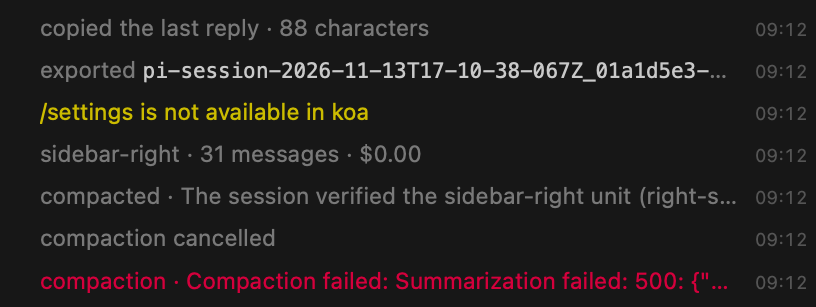 copied the last reply · 88 characters 09:12
exported pi-session-2026-11-13T17-10-38-067Z_01a1d5e3-… 09:12
/settings is not available in koa 09:12
sidebar-right · 31 messages · $0.00 09:12
compacted · The session verified the sidebar-right unit (right-s… 09:12
compaction cancelled 09:12
compaction · Compaction failed: Summarization failed: 500: {"… 09:12